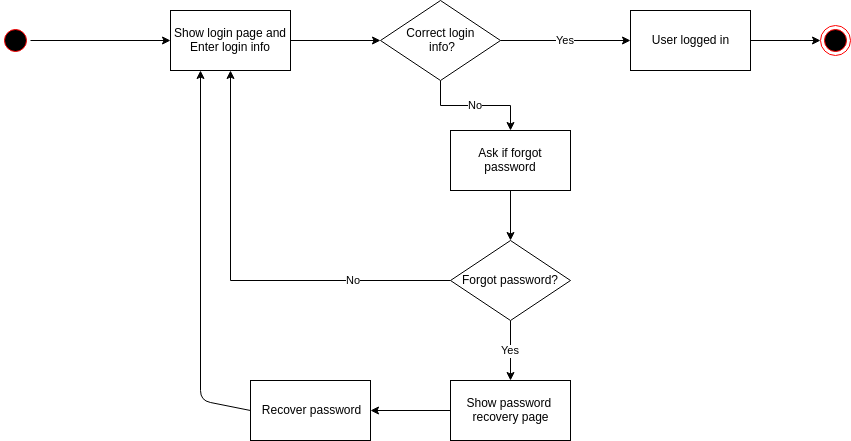 Show login page and
Enter login info
Correct login
info?
Yes
User logged in
No
Ask if forgot
password
Forgot password?
No
Yes
Recover password
Show password
recovery page